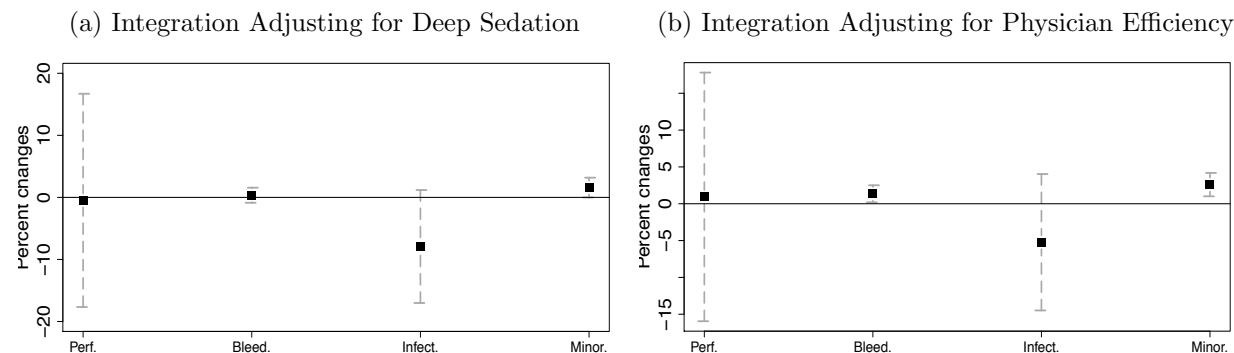 (a) Integration Adjusting for Deep Sedation
Percent changes
20
10
0
−10
−20
Perf. Bleed. Infect. Minor.
(b) Integration Adjusting for Physician Efficiency
Percent changes
10
5
0
−5
−15
Perf. Bleed. Infect. Minor.